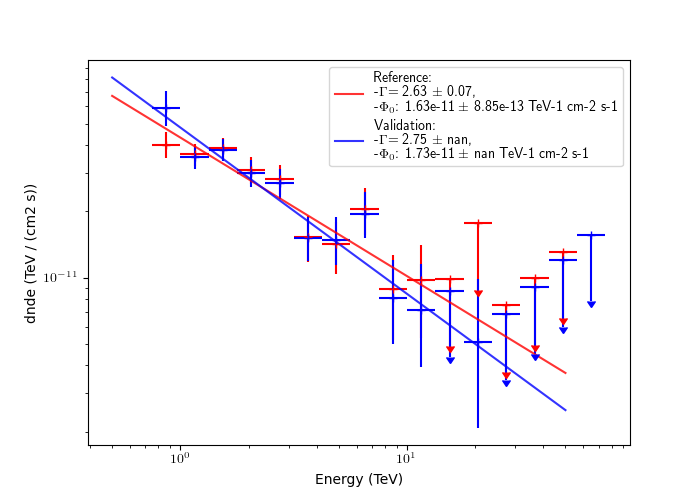 Reference:
-Γ= 2.63 ± 0.07,
-Φ₀: 1.63e-11 ± 8.85e-13 TeV-1 cm-2 s-1
Validation:
-Γ= 2.75 ± nan,
-Φ₀: 1.73e-11 ± nan TeV-1 cm-2 s-1
dnde (TeV / (cm2 s))
10⁻¹¹
10⁰ 10¹
Energy (TeV)